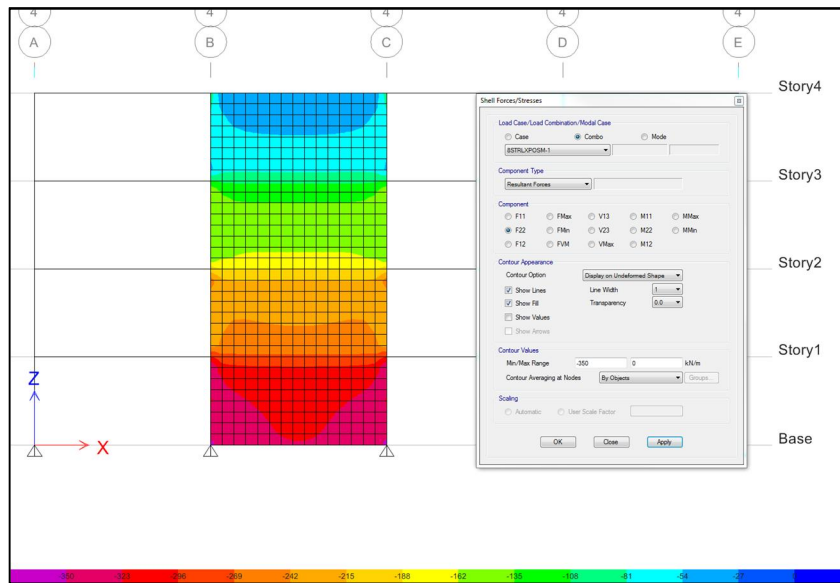 4 4 4 4 4
A B C D E
Story4
Shell Forces/Stresses
Load Case/Load Combination/Modal Case
Case Combo Mode
8STRLXPOSM-1
Story3
Component Type
Resultant Forces
Component
F11 FMax V13 M11 MMax
F22 FMin V23 M22 MMin
F12 FVM VMax M12
Story2
Contour Appearance
Contour Option Display on Undeformed Shape
Show Lines Line Width 1
Show Fill Transparency 0.0
Show Values
Show Arrows
Story1
Contour Values
Min/Max Range -350 0 kN/m
Contour Averaging at Nodes By Objects Groups...
Z
Scaling
Automatic User Scale Factor
X
OK Close Apply
Base
-350 -323 -296 -269 -242 -215 -188 -162 -135 -108 -81 -54 -27